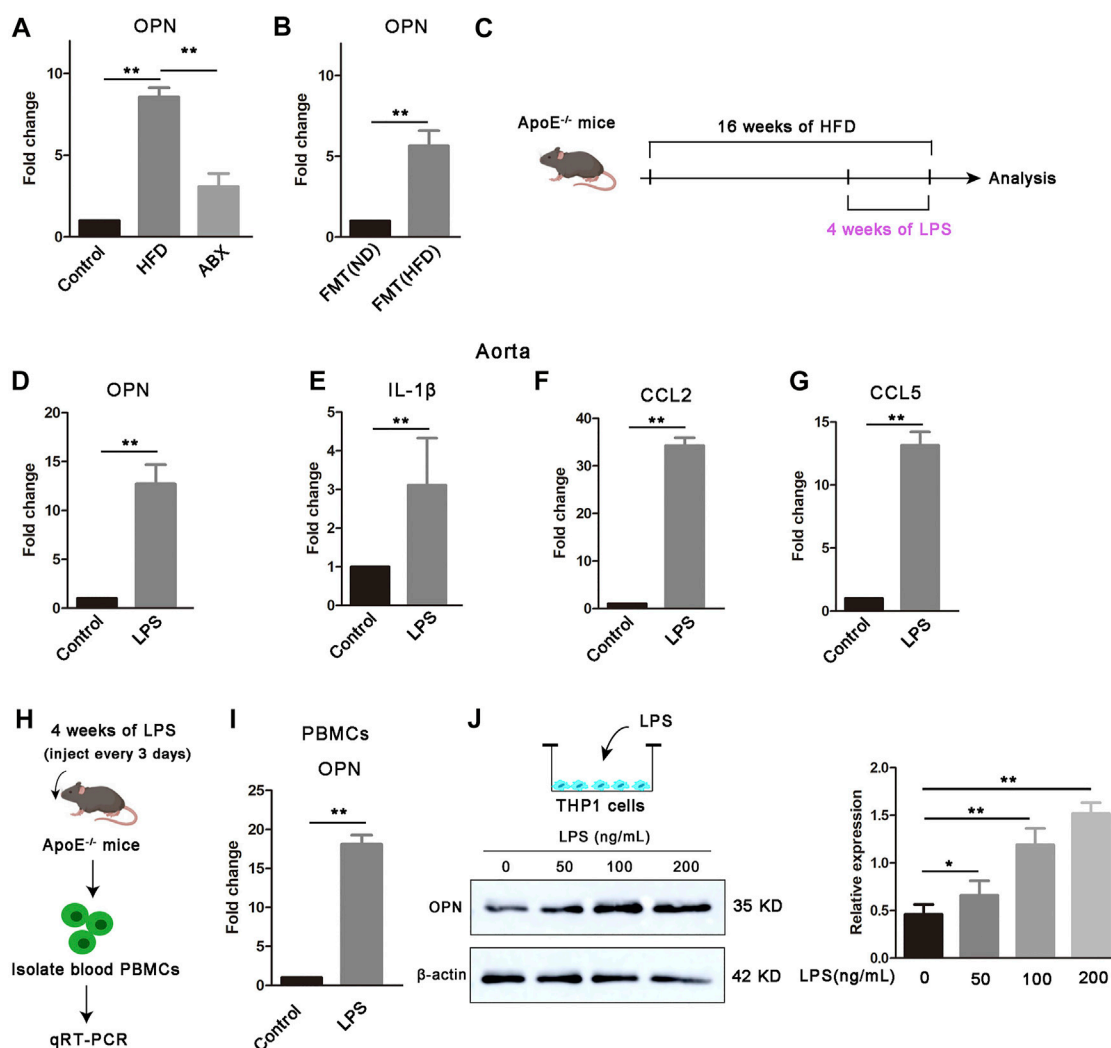 A
OPN
**
**
Fold change
10
5
0
Control
HFD
ABX
B
OPN
**
Fold change
10
5
0
FMT(ND)
FMT(HFD)
C
ApoE-/- mice
16 weeks of HFD
Analysis
4 weeks of LPS
Aorta
D
OPN
**
Fold change
20
15
10
5
0
Control
LPS
E
IL-1β
**
Fold change
5
4
3
2
1
0
Control
LPS
F
CCL2
**
Fold change
40
30
20
10
0
Control
LPS
G
CCL5
**
Fold change
15
10
5
0
Control
LPS
H
4 weeks of LPS
(inject every 3 days)
ApoE-/- mice
Isolate blood PBMCs
qRT-PCR
I
PBMCs
OPN
**
Fold change
25
20
15
10
5
0
Control
LPS
J
LPS
THP1 cells
LPS (ng/mL)
0 50 100 200
OPN 35 KD
β-actin 42 KD
**
**
*
Relative expression
2.0
1.5
1.0
0.5
0.0
LPS(ng/mL) 0 50 100 200